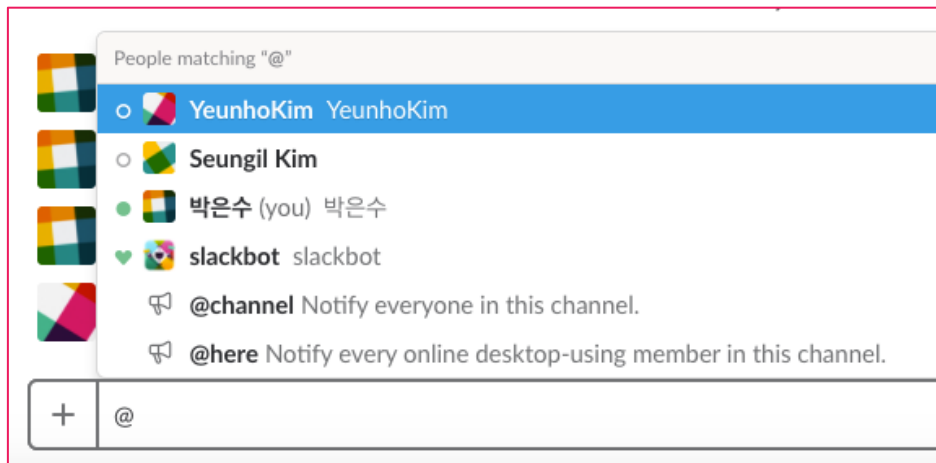 People matching “@”
YeunhoKim YeunhoKim
Seungil Kim
박은수 (you) 박은수
slackbot slackbot
@channel Notify everyone in this channel.
@here Notify every online desktop-using member in this channel.
+ @